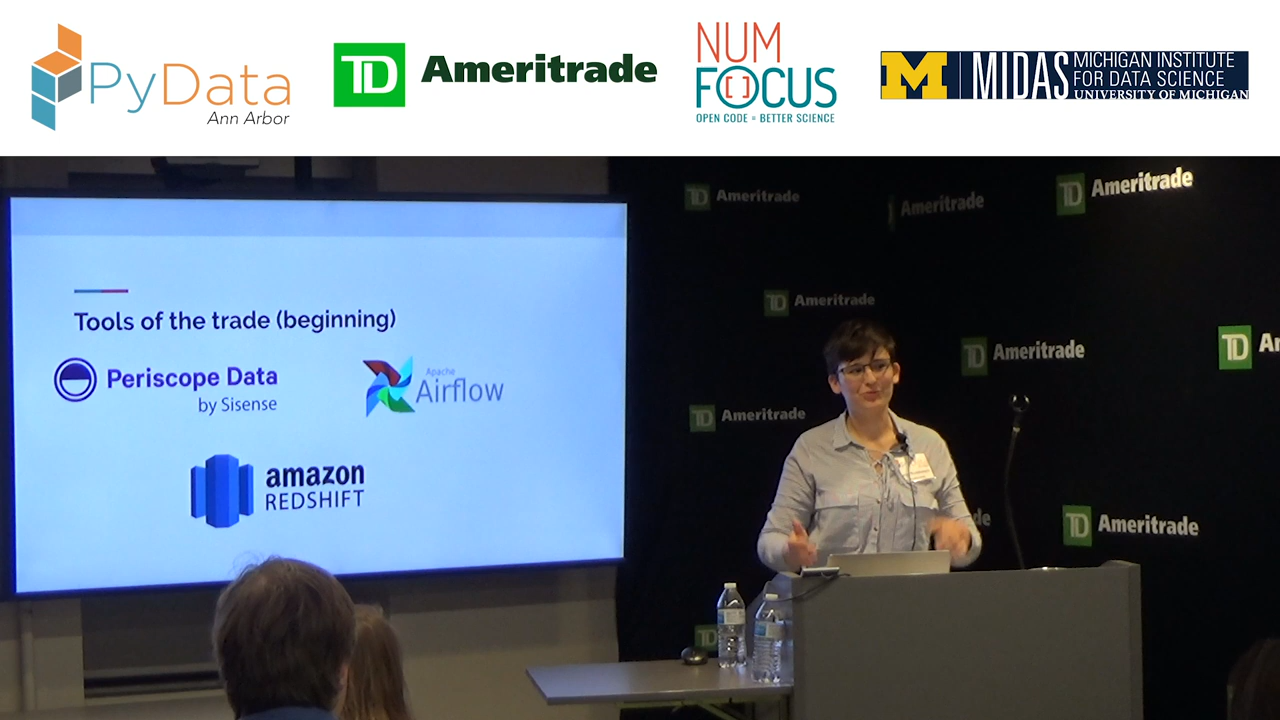 PyData
Ann Arbor
TD Ameritrade
NUM
FOCUS
OPEN CODE = BETTER SCIENCE
M MIDAS MICHIGAN INSTITUTE
FOR DATA SCIENCE
UNIVERSITY OF MICHIGAN
Tools of the trade (beginning)
Periscope Data
by Sisense
Apache
Airflow
amazon
REDSHIFT
TD Ameritrade
Ameritrade
TD Ameritrade
TD Ameritrade
TD Ameritrade
TD
TD Ameritrade
de
TD Ameritrade
TD